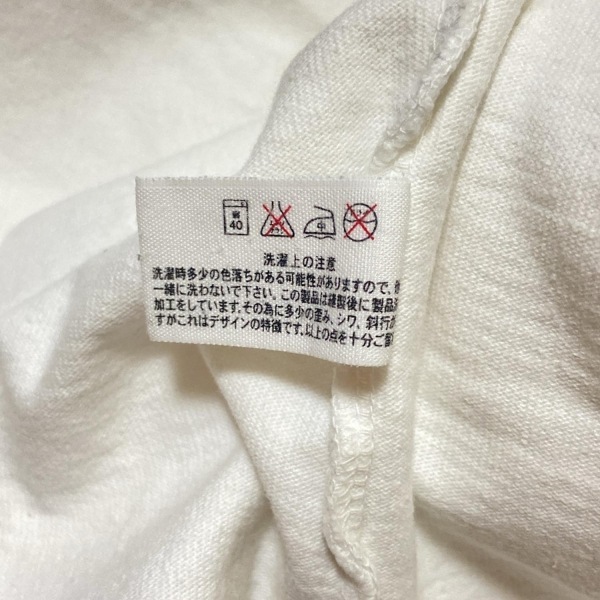 40
中
洗濯上の注意
洗濯時多少の色落ちがある可能性がありますので、
一緒に洗わないで下さい。この製品は縫製後に製品
加工をしています。その為に多少の歪み、シワ、斜行が
すがこれはデザインの特徴です。以上の点を十分ご